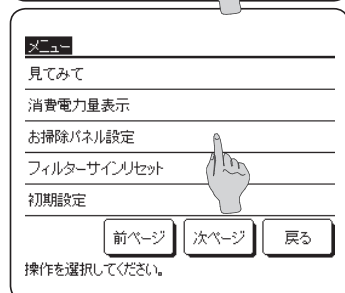 メニュー
見てみて
消費電力量表示
お掃除パネル設定
フィルターサインリセット
初期設定
前ページ 次ページ 戻る
操作を選択してください。